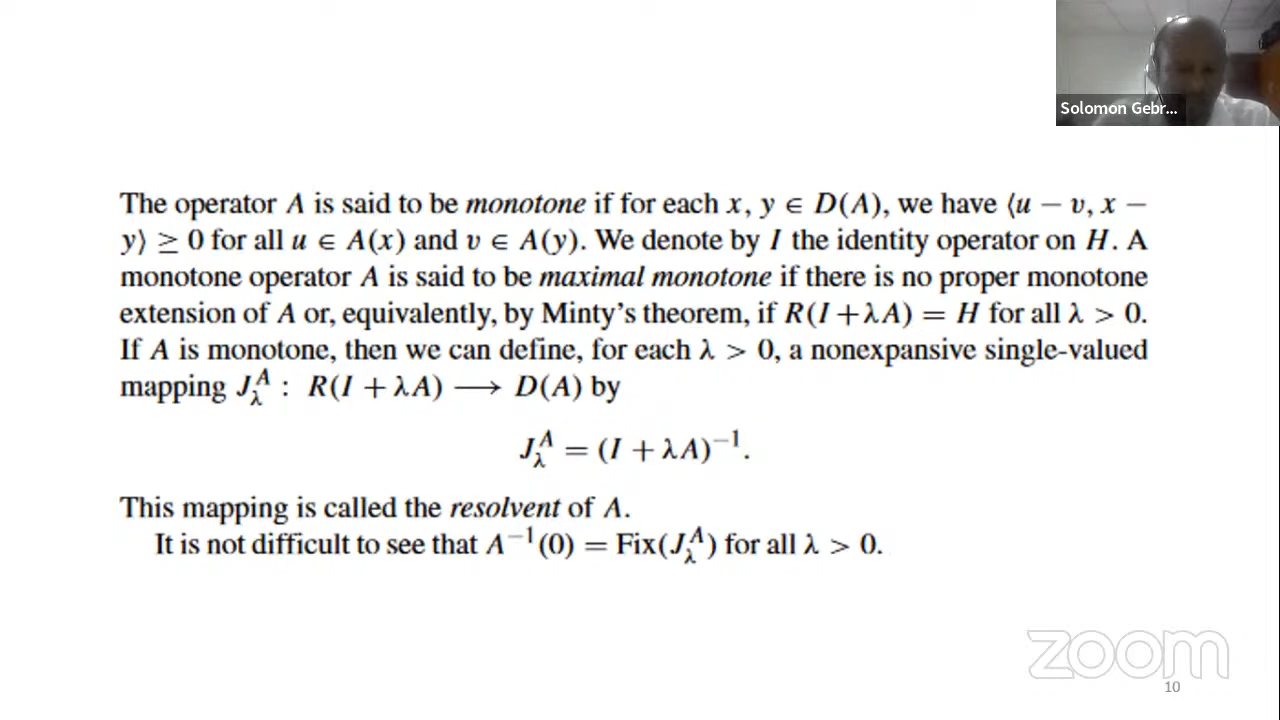 Solomon Gebr...
The operator A is said to be monotone if for each x, y ∈ D(A), we have ⟨u − v, x −
y⟩ ≥ 0 for all u ∈ A(x) and v ∈ A(y). We denote by I the identity operator on H. A
monotone operator A is said to be maximal monotone if there is no proper monotone
extension of A or, equivalently, by Minty's theorem, if R(I + λA) = H for all λ > 0.
If A is monotone, then we can define, for each λ > 0, a nonexpansive single-valued
mapping J_λ^A : R(I + λA) ⟶ D(A) by
J_λ^A = (I + λA)⁻¹.
This mapping is called the resolvent of A.
It is not difficult to see that A⁻¹(0) = Fix(J_λ^A) for all λ > 0.
zoom
10